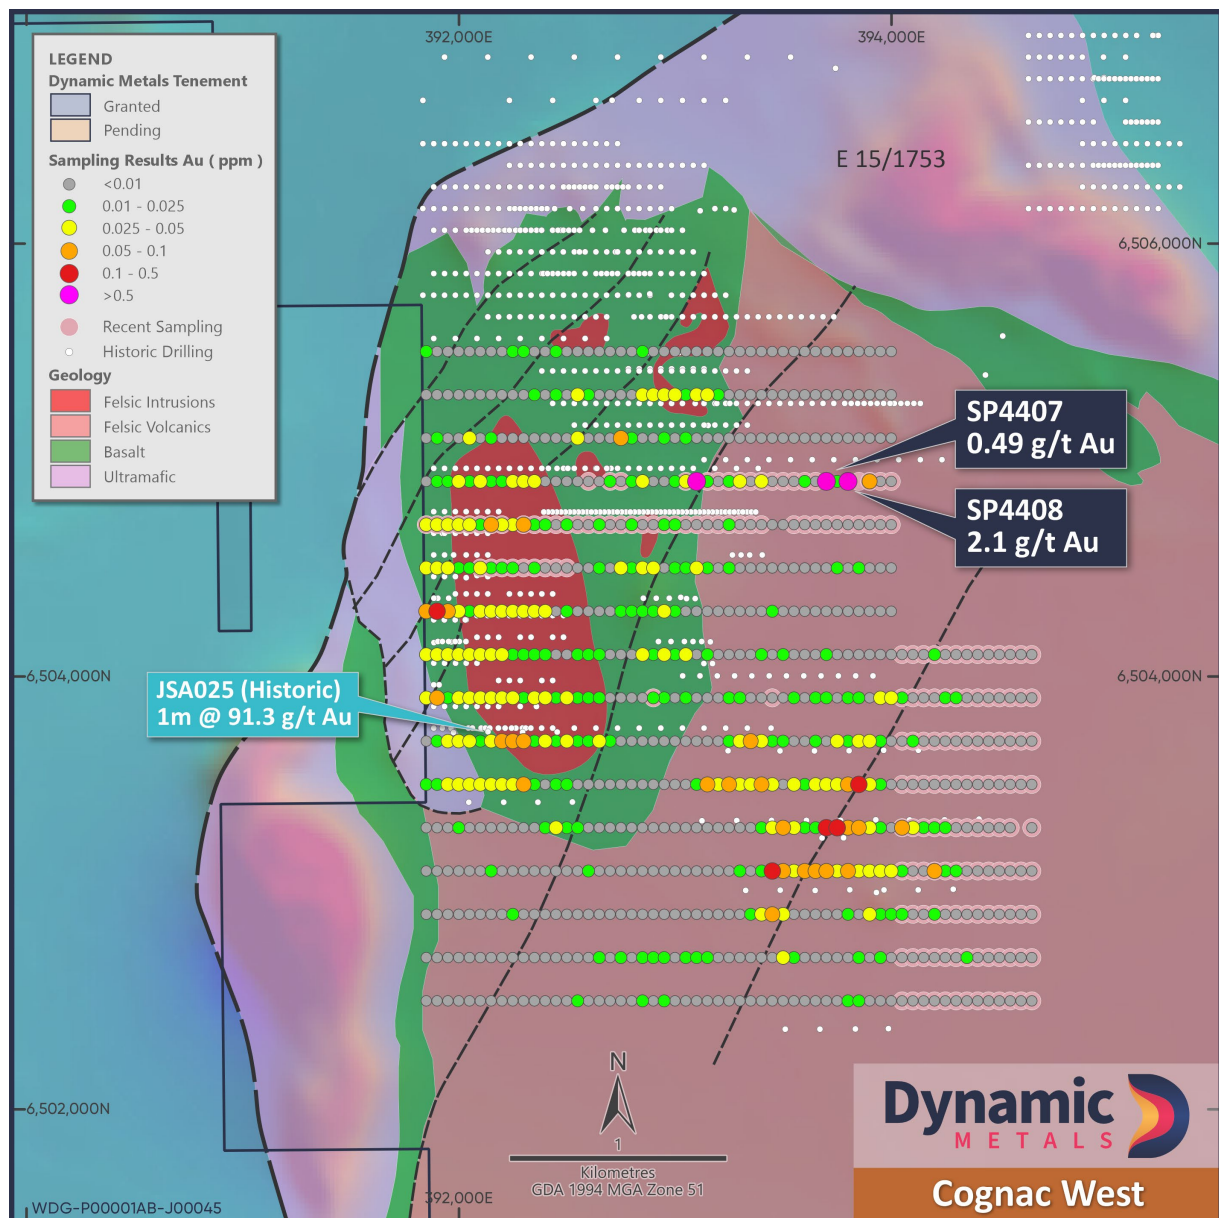 392,000E
394,000E
LEGEND
Dynamic Metals Tenement
Granted
Pending
Sampling Results Au ( ppm )
<0.01
0.01 - 0.025
0.025 - 0.05
0.05 - 0.1
0.1 - 0.5
>0.5
Recent Sampling
Historic Drilling
Geology
Felsic Intrusions
Felsic Volcanics
Basalt
Ultramafic
E 15/1753
6,506,000N
SP4407
0.49 g/t Au
SP4408
2.1 g/t Au
6,504,000N
6,504,000N
JSA025 (Historic)
1m @ 91.3 g/t Au
N
1
Kilometres
GDA 1994 MGA Zone 51
6,502,000N
392,000E
WDG-P00001AB-J00045
Dynamic
METALS
Cognac West